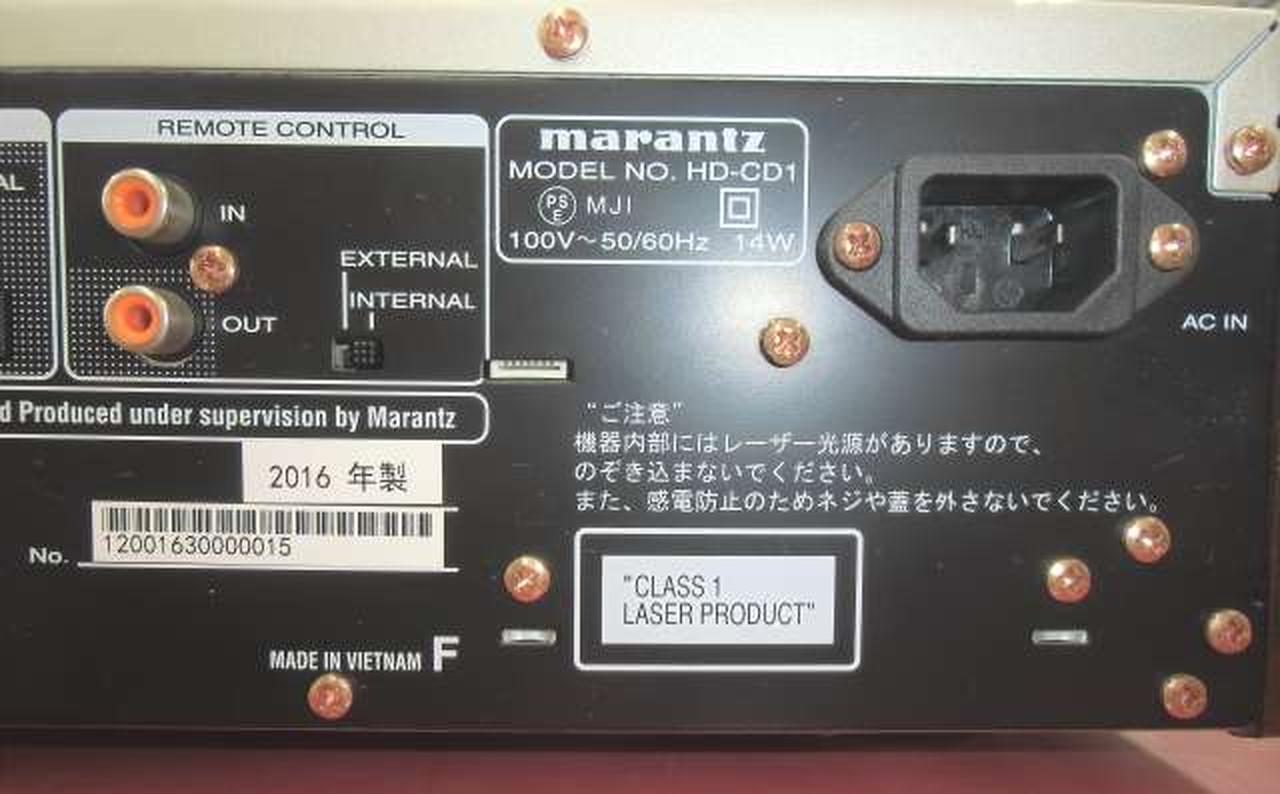 AL
REMOTE CONTROL
IN
OUT
EXTERNAL
INTERNAL
marantz
MODEL NO. HD-CD1
PS
E
MJI
100V~50/60Hz 14W
AC IN
d Produced under supervision by Marantz
2016 年製
No.
12001630000015
MADE IN VIETNAM F
"ご注意"
機器内部にはレーザー光源がありますので、
のぞき込まないでください。
また、感電防止のためネジや蓋を外さないでください。
"CLASS 1
LASER PRODUCT"